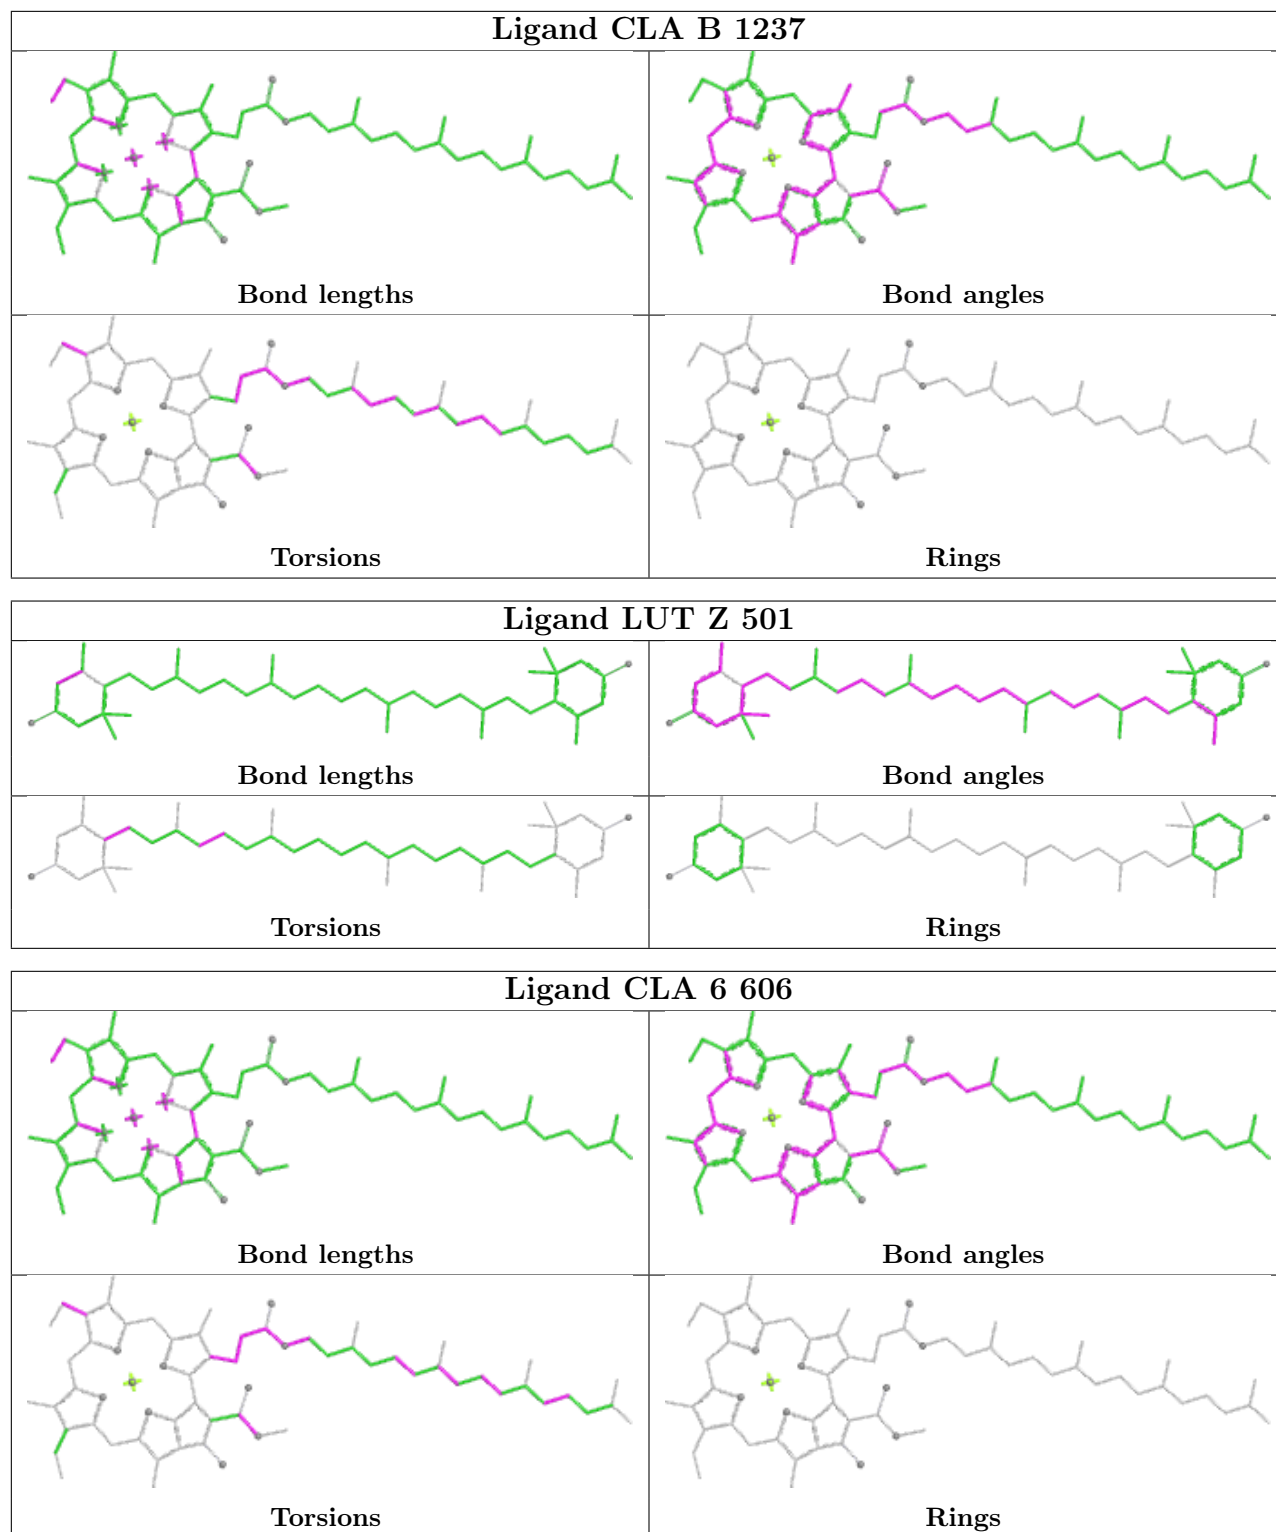 Ligand CLA B 1237
Bond lengths
Bond angles
Torsions
Rings
Ligand LUT Z 501
Bond lengths
Bond angles
Torsions
Rings
Ligand CLA 6 606
Bond lengths
Bond angles
Torsions
Rings